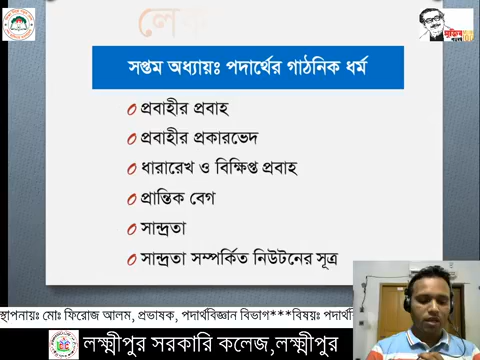 লেক
সপ্তম অধ্যায়ঃ পদার্থের গাঠনিক ধর্ম
প্রবাহীর প্রবাহ
প্রবাহীর প্রকারভেদ
ধারারেখ ও বিক্ষিপ্ত প্রবাহ
প্রান্তিক বেগ
সান্দ্রতা
সান্দ্রতা সম্পর্কিত নিউটনের সূত্র
স্থাপনায়ঃ মোঃ ফিরোজ আলম, প্রভাষক, পদার্থবিজ্ঞান বিভাগ***বিষয়ঃ পদার্থবি
লক্ষ্মীপুর সরকারি কলেজ,লক্ষ্মীপুর